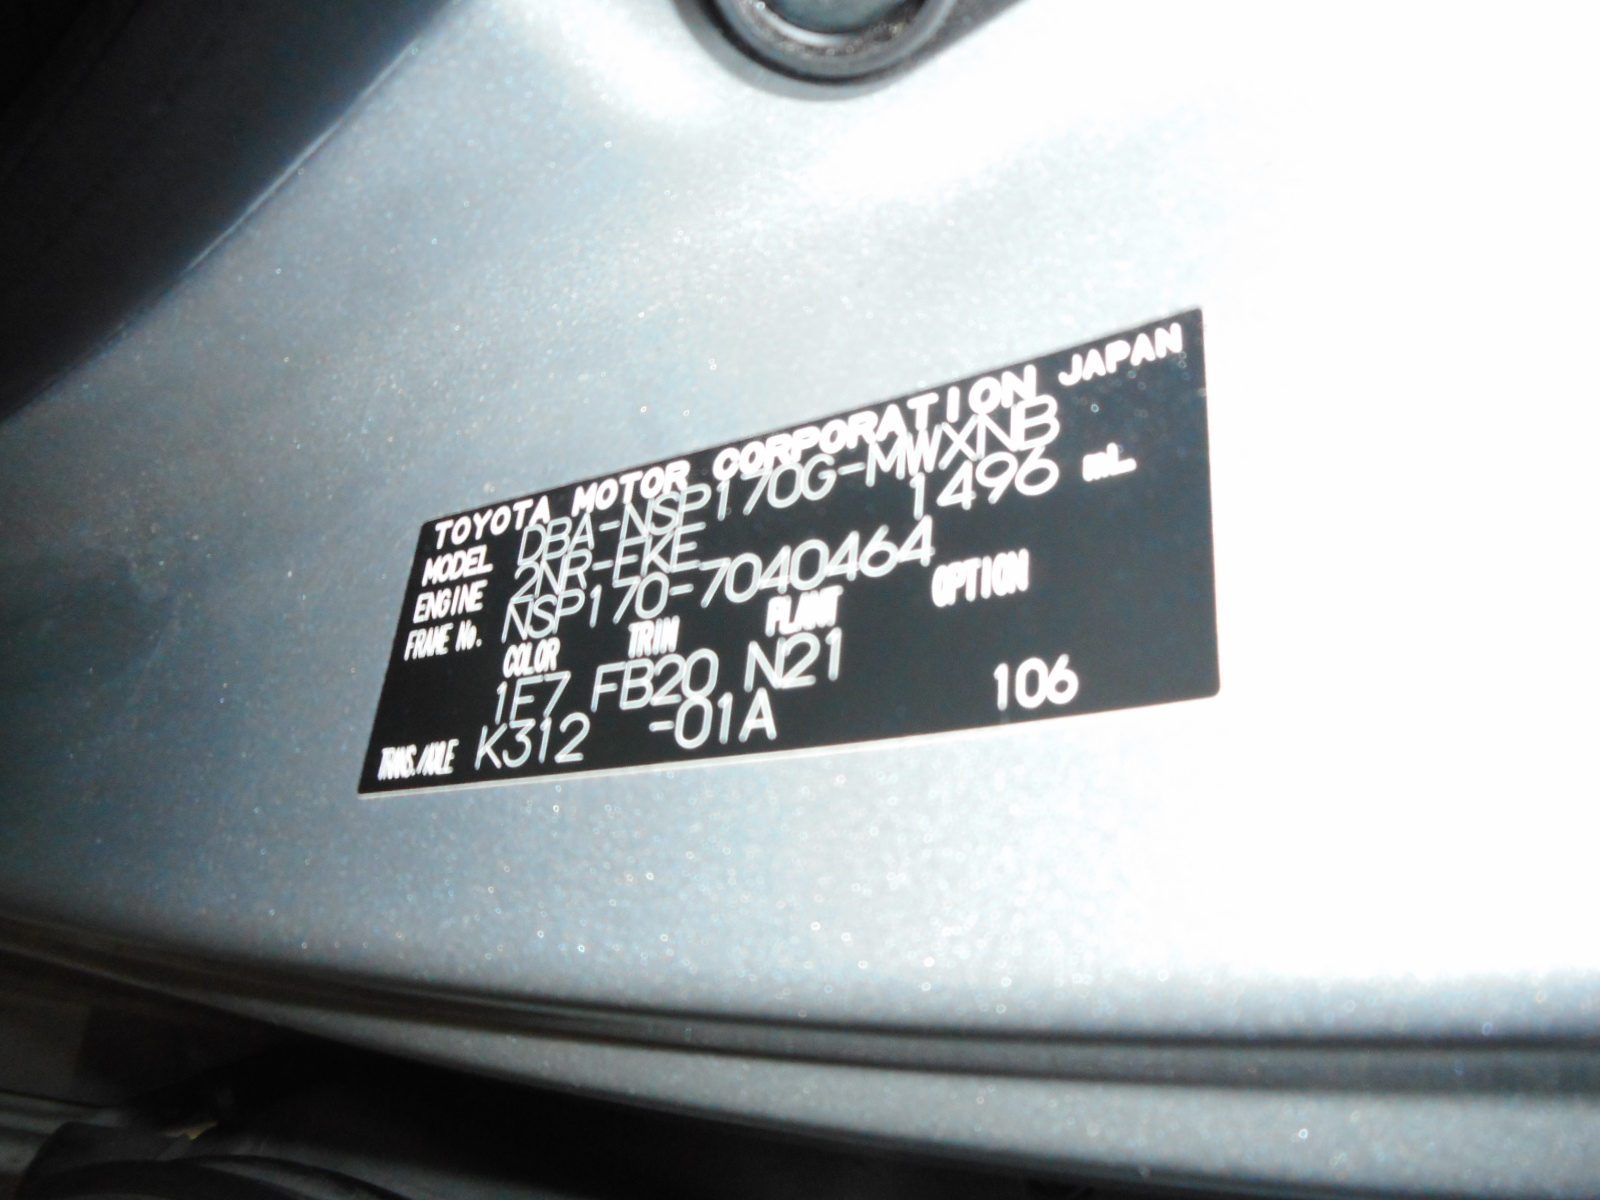 TOYOTA MOTOR CORPORATION JAPAN
MODEL DBA-NSP170G-MWXNB
ENGINE 2NR-FKE 1496 mL
FRAME No. NSP170-7040464
COLOR TRIM PLANT OPTION
1E7 FB20 N21
TRANS./AXLE K312 -01A 106